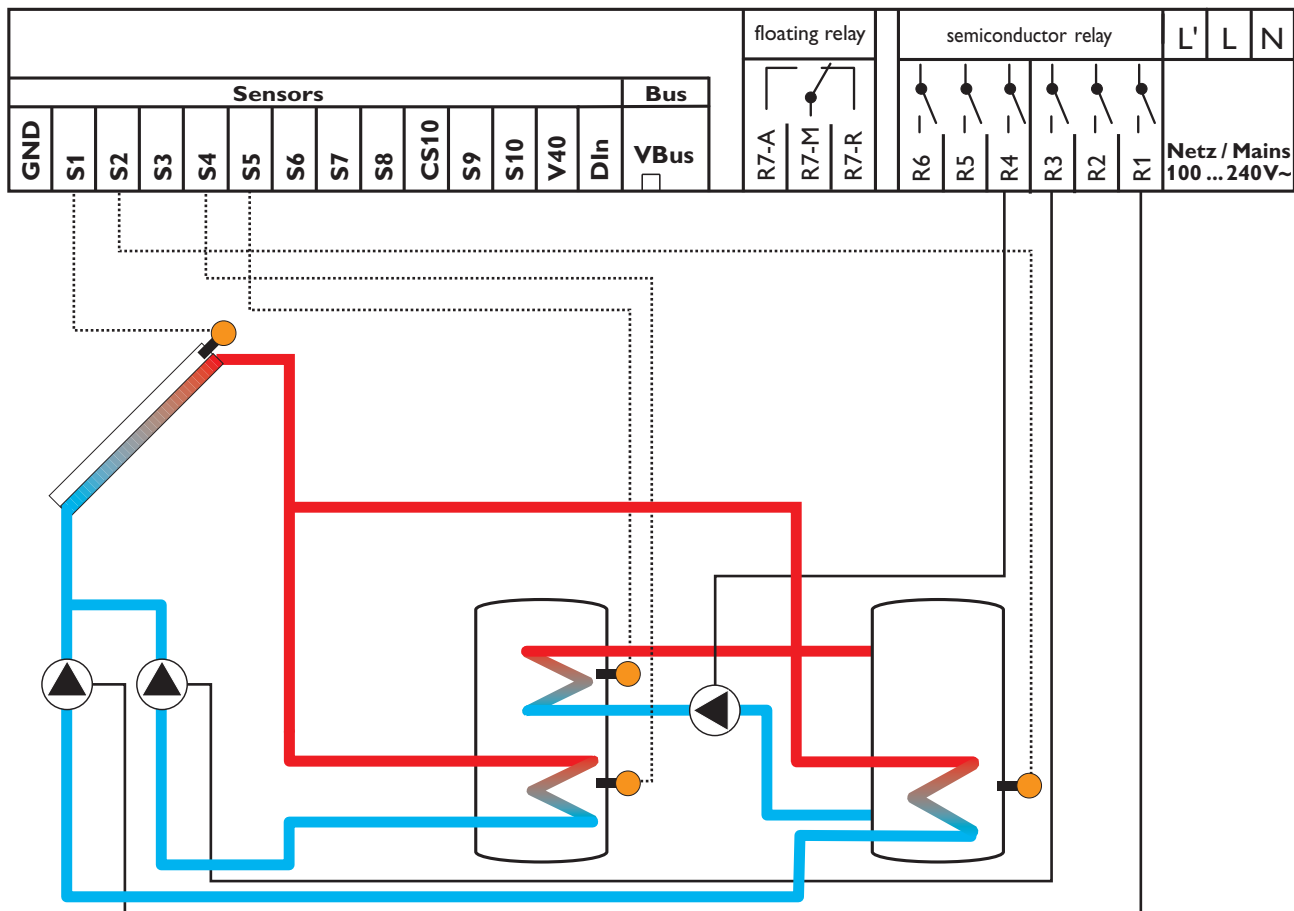 floating relay
semiconductor relay
L'
L
N
Sensors
Bus
GND
S1
S2
S3
S4
S5
S6
S7
S8
CS10
S9
S10
V40
DIn
VBus
R7-A
R7-M
R7-R
R6
R5
R4
R3
R2
R1
Netz / Mains
100 ... 240V~